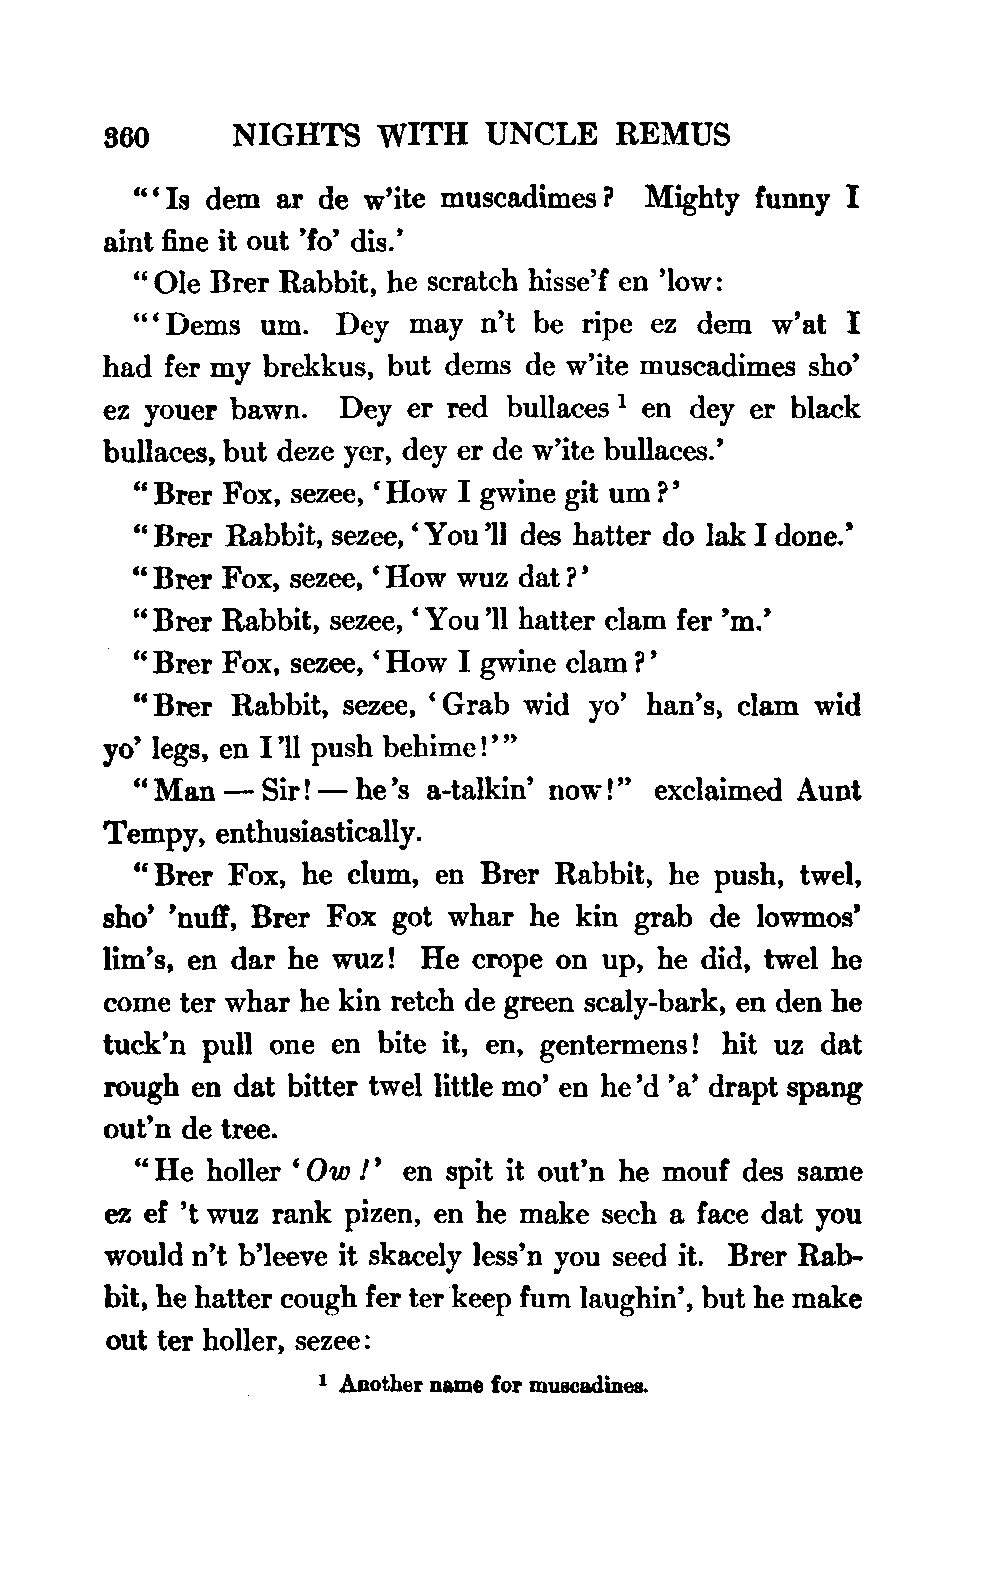 360 NIGHTS WITH UNCLE REMUS
"'Is dem ar de w'ite muscadimes? Mighty funny I
aint fine it out 'fo' dis.'
"Ole Brer Rabbit, he scratch hisse'f en 'low:
"'Dems um. Dey may n't be ripe ez dem w'at I
had fer my brekkus, but dems de w'ite muscadimes sho'
ez youer bawn. Dey er red bullaces ¹ en dey er black
bullaces, but deze yer, dey er de w'ite bullaces.'
"Brer Fox, sezee, 'How I gwine git um?'
"Brer Rabbit, sezee, 'You 'll des hatter do lak I done.'
"Brer Fox, sezee, 'How wuz dat?'
"Brer Rabbit, sezee, 'You 'll hatter clam fer 'm.'
"Brer Fox, sezee, 'How I gwine clam?'
"Brer Rabbit, sezee, 'Grab wid yo' han's, clam wid
yo' legs, en I 'll push behime!'"
"Man — Sir! — he 's a-talkin' now!" exclaimed Aunt
Tempy, enthusiastically.
"Brer Fox, he clum, en Brer Rabbit, he push, twel,
sho' 'nuff, Brer Fox got whar he kin grab de lowmos'
lim's, en dar he wuz! He crope on up, he did, twel he
come ter whar he kin retch de green scaly-bark, en den he
tuck'n pull one en bite it, en, gentermens! hit uz dat
rough en dat bitter twel little mo' en he 'd 'a' drapt spang
out'n de tree.
"He holler 'Ow!' en spit it out'n he mouf des same
ez ef 't wuz rank pizen, en he make sech a face dat you
would n't b'leeve it skacely less'n you seed it. Brer Rab-
bit, he hatter cough fer ter keep fum laughin', but he make
out ter holler, sezee:
¹ Another name for muscadines.